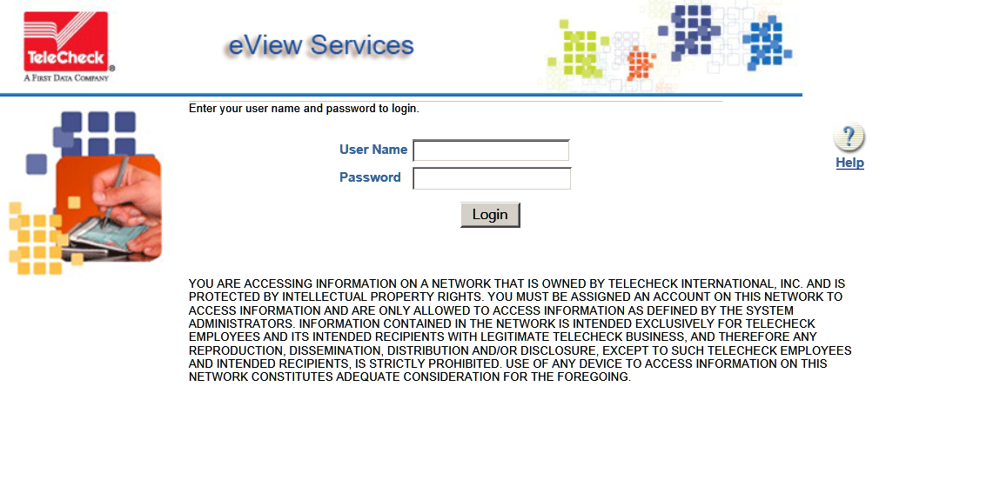 TeleCheck®
A FIRST DATA COMPANY
eView Services
Enter your user name and password to login.
User Name
Password
Login
?
Help
YOU ARE ACCESSING INFORMATION ON A NETWORK THAT IS OWNED BY TELECHECK INTERNATIONAL, INC. AND IS
PROTECTED BY INTELLECTUAL PROPERTY RIGHTS. YOU MUST BE ASSIGNED AN ACCOUNT ON THIS NETWORK TO
ACCESS INFORMATION AND ARE ONLY ALLOWED TO ACCESS INFORMATION AS DEFINED BY THE SYSTEM
ADMINISTRATORS. INFORMATION CONTAINED IN THE NETWORK IS INTENDED EXCLUSIVELY FOR TELECHECK
EMPLOYEES AND ITS INTENDED RECIPIENTS WITH LEGITIMATE TELECHECK BUSINESS, AND THEREFORE ANY
REPRODUCTION, DISSEMINATION, DISTRIBUTION AND/OR DISCLOSURE, EXCEPT TO SUCH TELECHECK EMPLOYEES
AND INTENDED RECIPIENTS, IS STRICTLY PROHIBITED. USE OF ANY DEVICE TO ACCESS INFORMATION ON THIS
NETWORK CONSTITUTES ADEQUATE CONSIDERATION FOR THE FOREGOING.